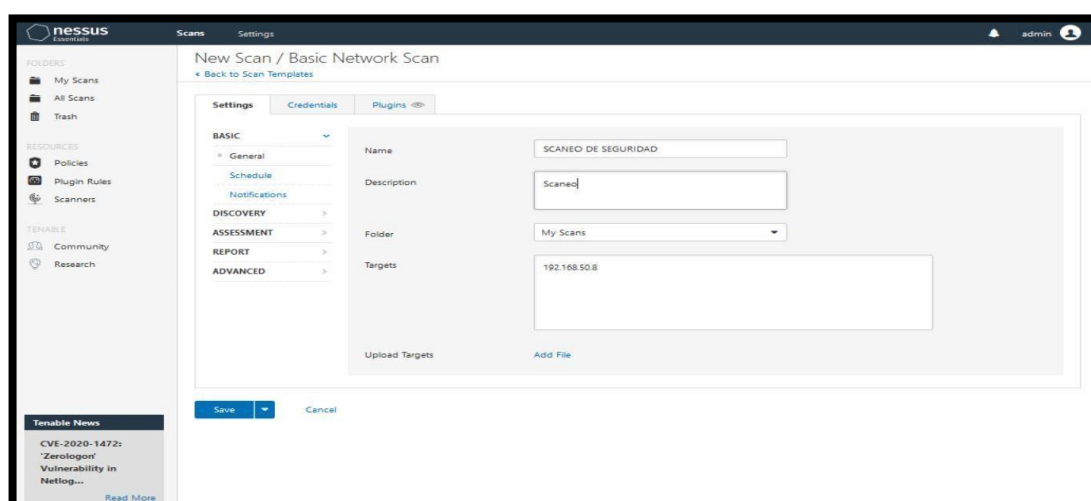 nessus
Essentials
Scans
Settings
admin
FOLDERS
My Scans
All Scans
Trash
RESOURCES
Policies
Plugin Rules
Scanners
TENABLE
Community
Research
Tenable News
CVE-2020-1472:
'Zerologon'
Vulnerability in
Netlog...
Read More
New Scan / Basic Network Scan
Back to Scan Templates
Settings
Credentials
Plugins
BASIC
General
Schedule
Notifications
DISCOVERY
ASSESSMENT
REPORT
ADVANCED
Name
SCANEO DE SEGURIDAD
Description
Scaneo
Folder
My Scans
Targets
192.168.50.8
Upload Targets
Add File
Save
Cancel